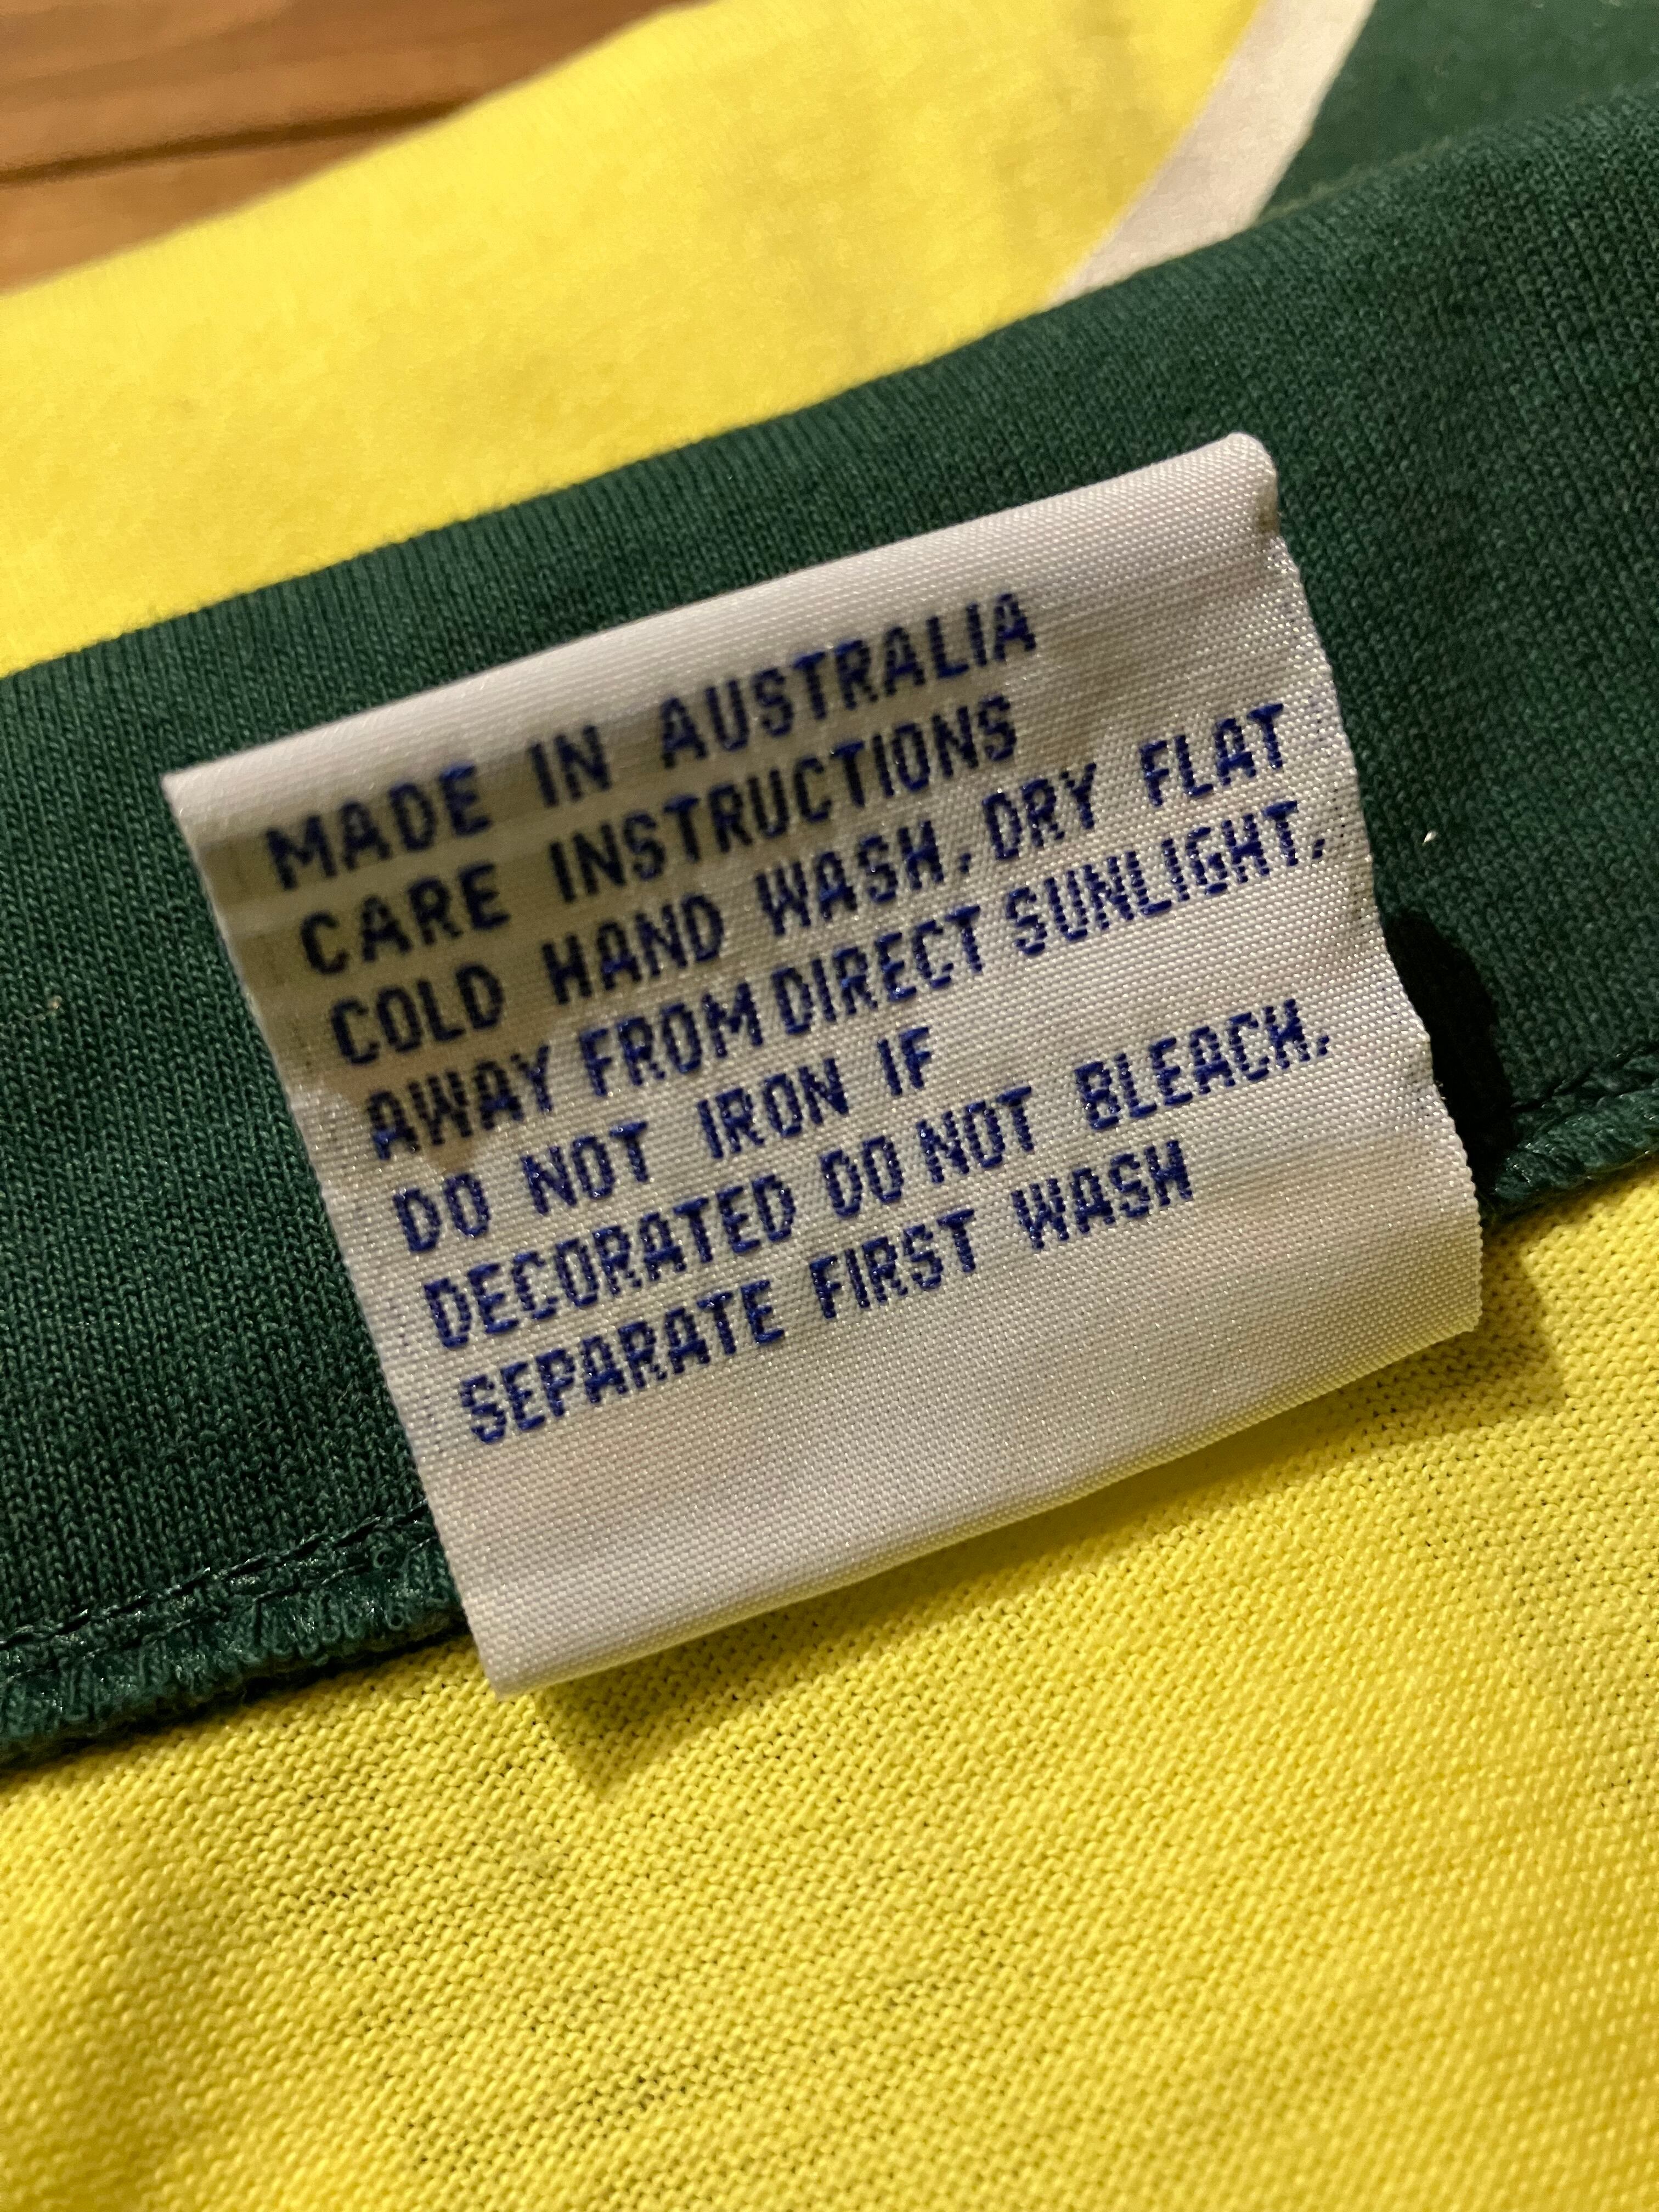 MADE IN AUSTRALIA
CARE INSTRUCTIONS
COLD HAND WASH, DRY FLAT
AWAY FROM DIRECT SUNLIGHT,
DO NOT IRON IF
DECORATED DO NOT BLEACH.
SEPARATE FIRST WASH